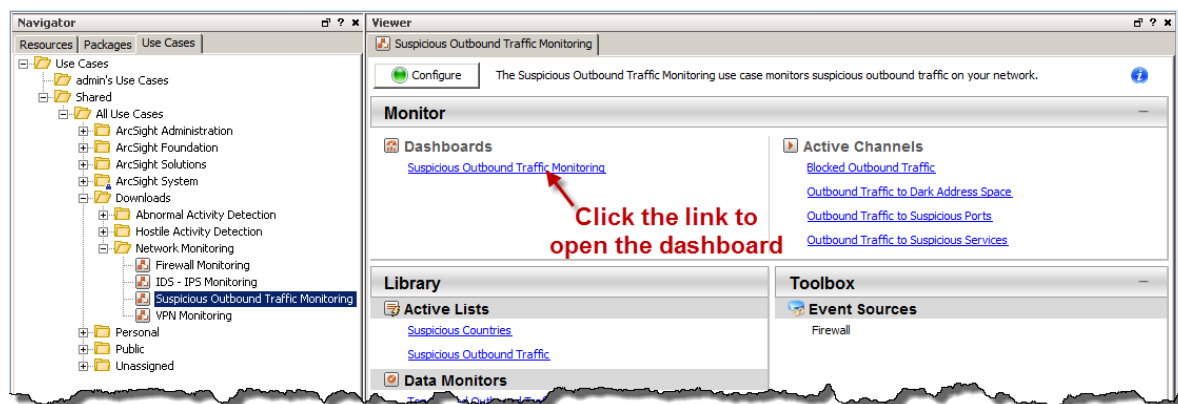 Navigator
Resources Packages Use Cases
Use Cases
admin's Use Cases
Shared
All Use Cases
ArcSight Administration
ArcSight Foundation
ArcSight Solutions
ArcSight System
Downloads
Abnormal Activity Detection
Hostile Activity Detection
Network Monitoring
Firewall Monitoring
IDS - IPS Monitoring
Suspicious Outbound Traffic Monitoring
VPN Monitoring
Personal
Public
Unassigned
Viewer
Suspicious Outbound Traffic Monitoring
Configure The Suspicious Outbound Traffic Monitoring use case monitors suspicious outbound traffic on your network.
Monitor
Dashboards
Suspicious Outbound Traffic Monitoring
Click the link to
open the dashboard
Active Channels
Blocked Outbound Traffic
Outbound Traffic to Dark Address Space
Outbound Traffic to Suspicious Ports
Outbound Traffic to Suspicious Services
Library
Active Lists
Suspicious Countries
Suspicious Outbound Traffic
Data Monitors
Toolbox
Event Sources
Firewall